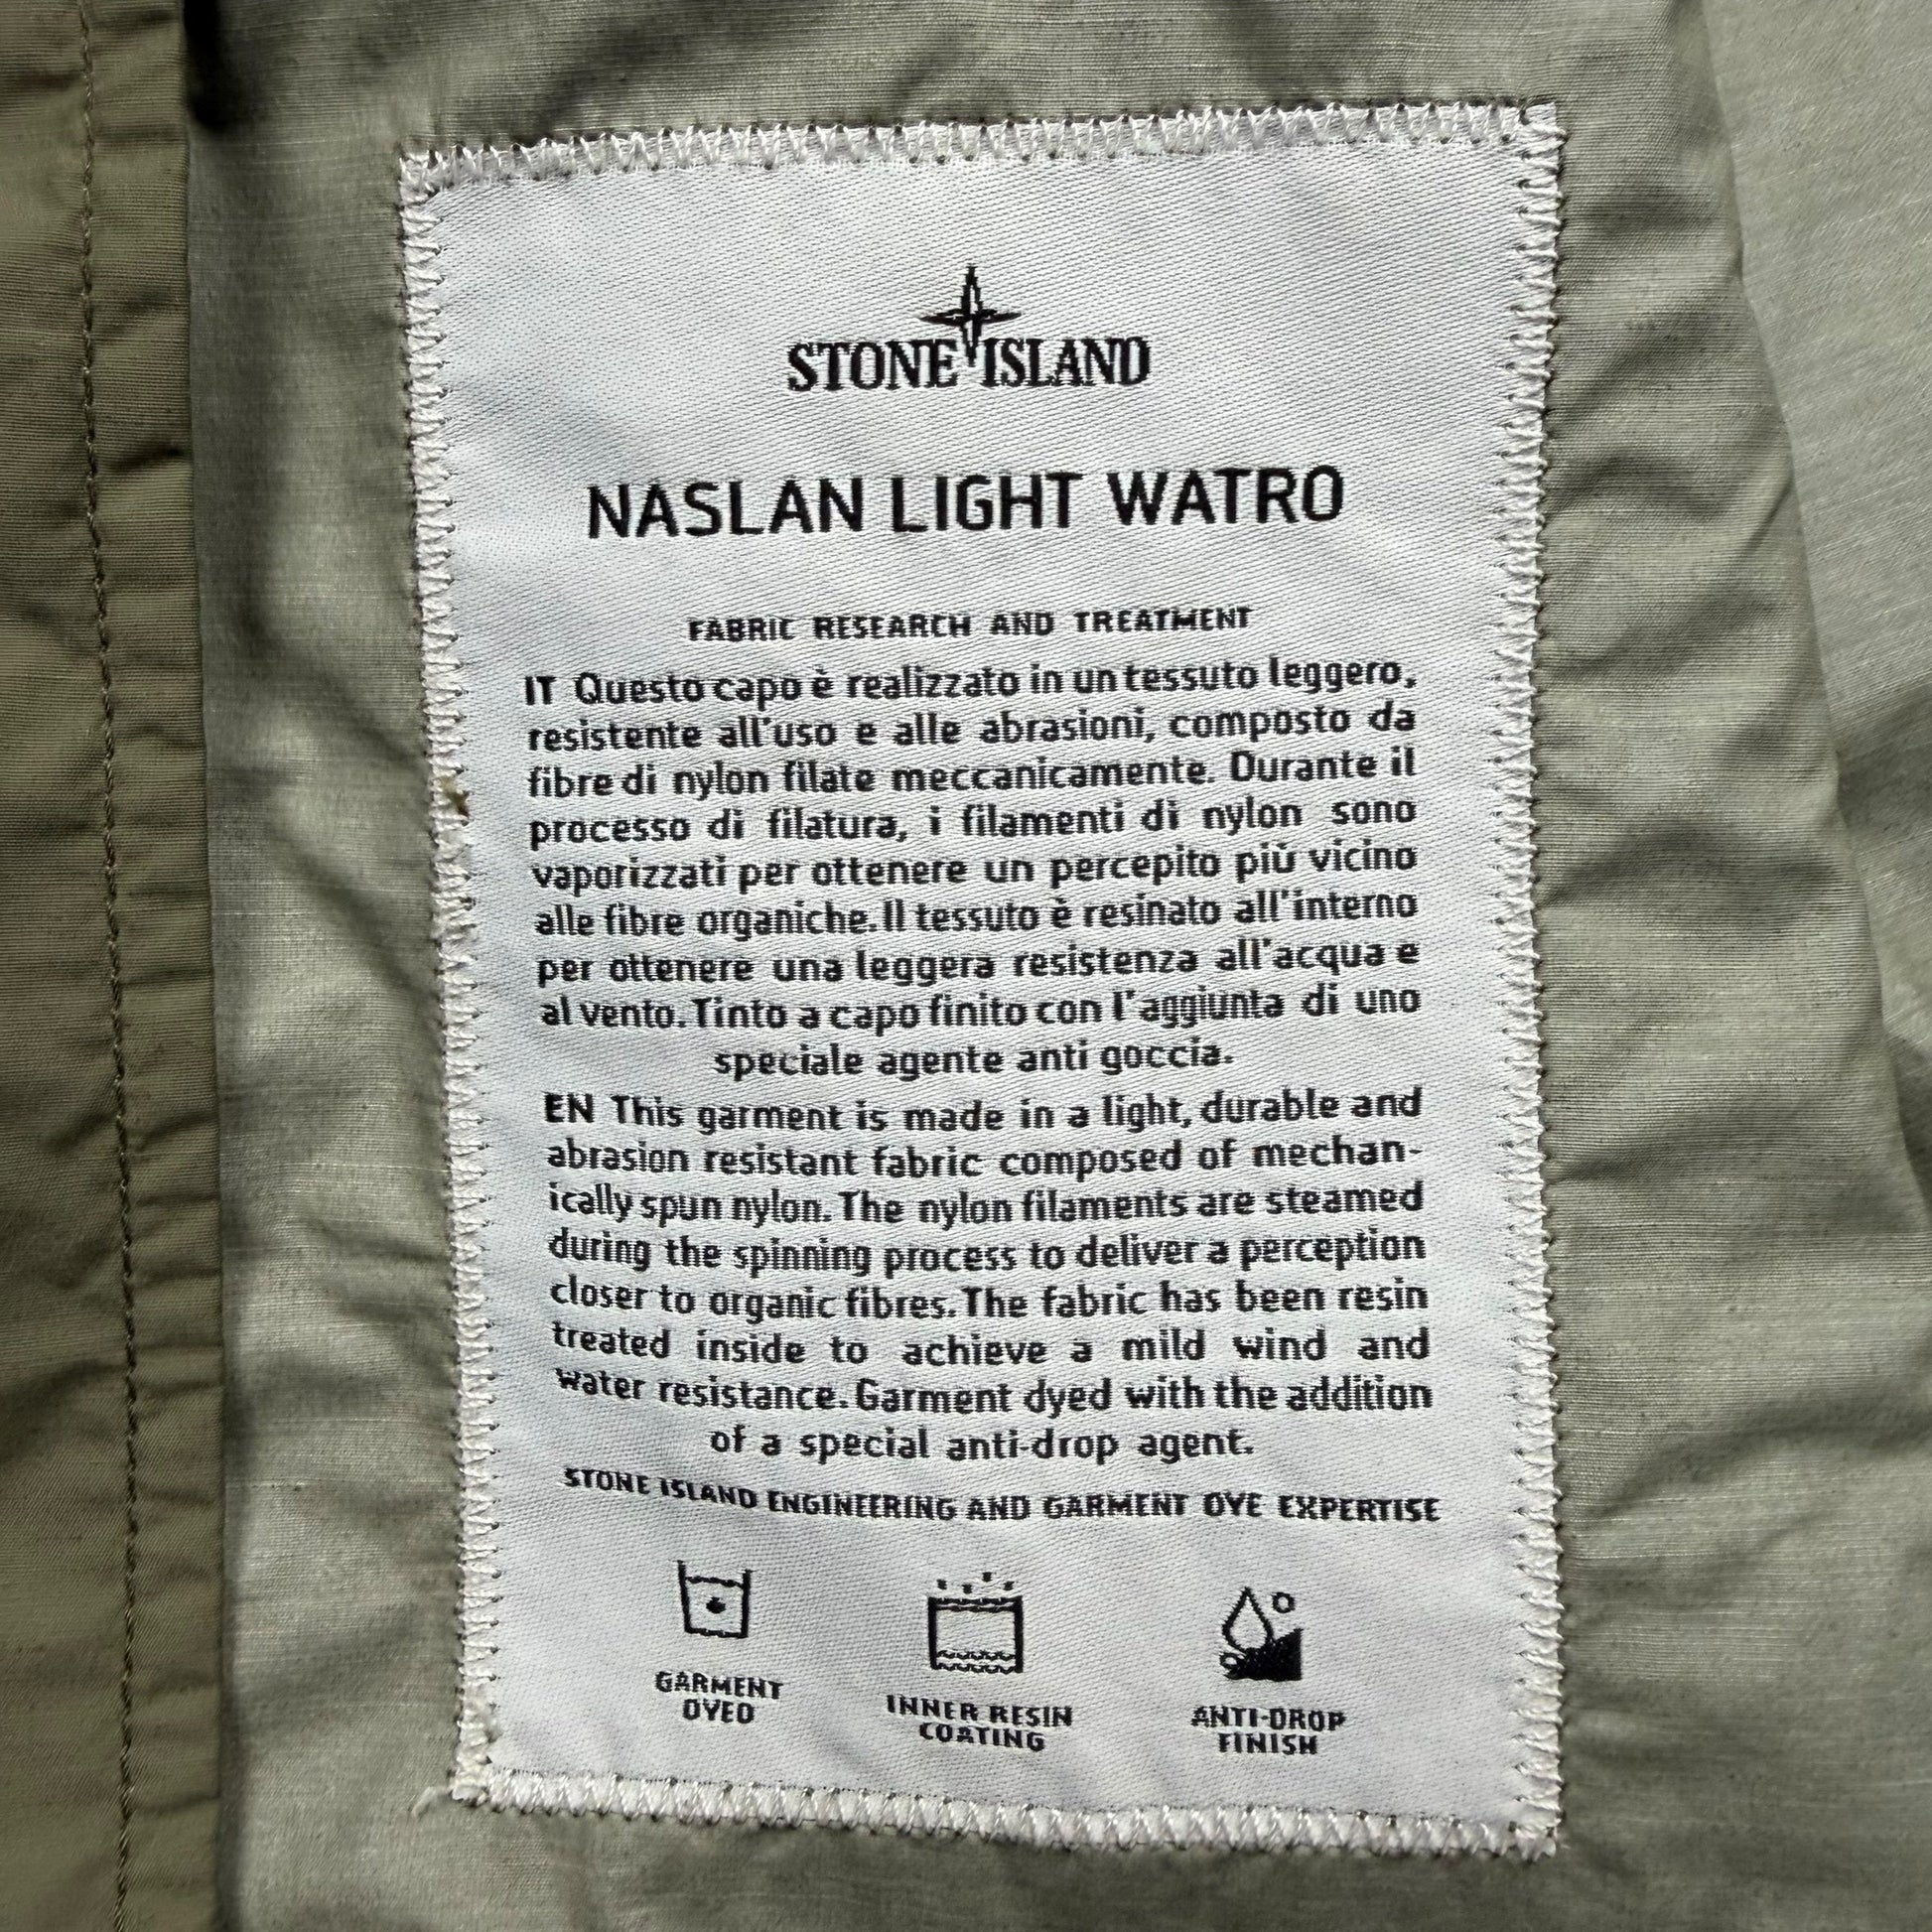 STONE ISLAND
NASLAN LIGHT WATRO
FABRIC RESEARCH AND TREATMENT
IT Questo capo è realizzato in un tessuto leggero,
resistente all'uso e alle abrasioni, composto da
fibre di nylon filate meccanicamente. Durante il
processo di filatura, i filamenti di nylon sono
vaporizzati per ottenere un percepito più vicino
alle fibre organiche. Il tessuto è resinato all'interno
per ottenere una leggera resistenza all'acqua e
al vento. Tinto a capo finito con l'aggiunta di uno
speciale agente anti goccia.
EN This garment is made in a light, durable and
abrasion resistant fabric composed of mechan-
ically spun nylon. The nylon filaments are steamed
during the spinning process to deliver a perception
closer to organic fibres. The fabric has been resin
treated inside to achieve a mild wind and
water resistance. Garment dyed with the addition
of a special anti-drop agent.
STONE ISLAND ENGINEERING AND GARMENT DYE EXPERTISE
GARMENT
DYED
INNER RESIN
COATING
ANTI-DROP
FINISH